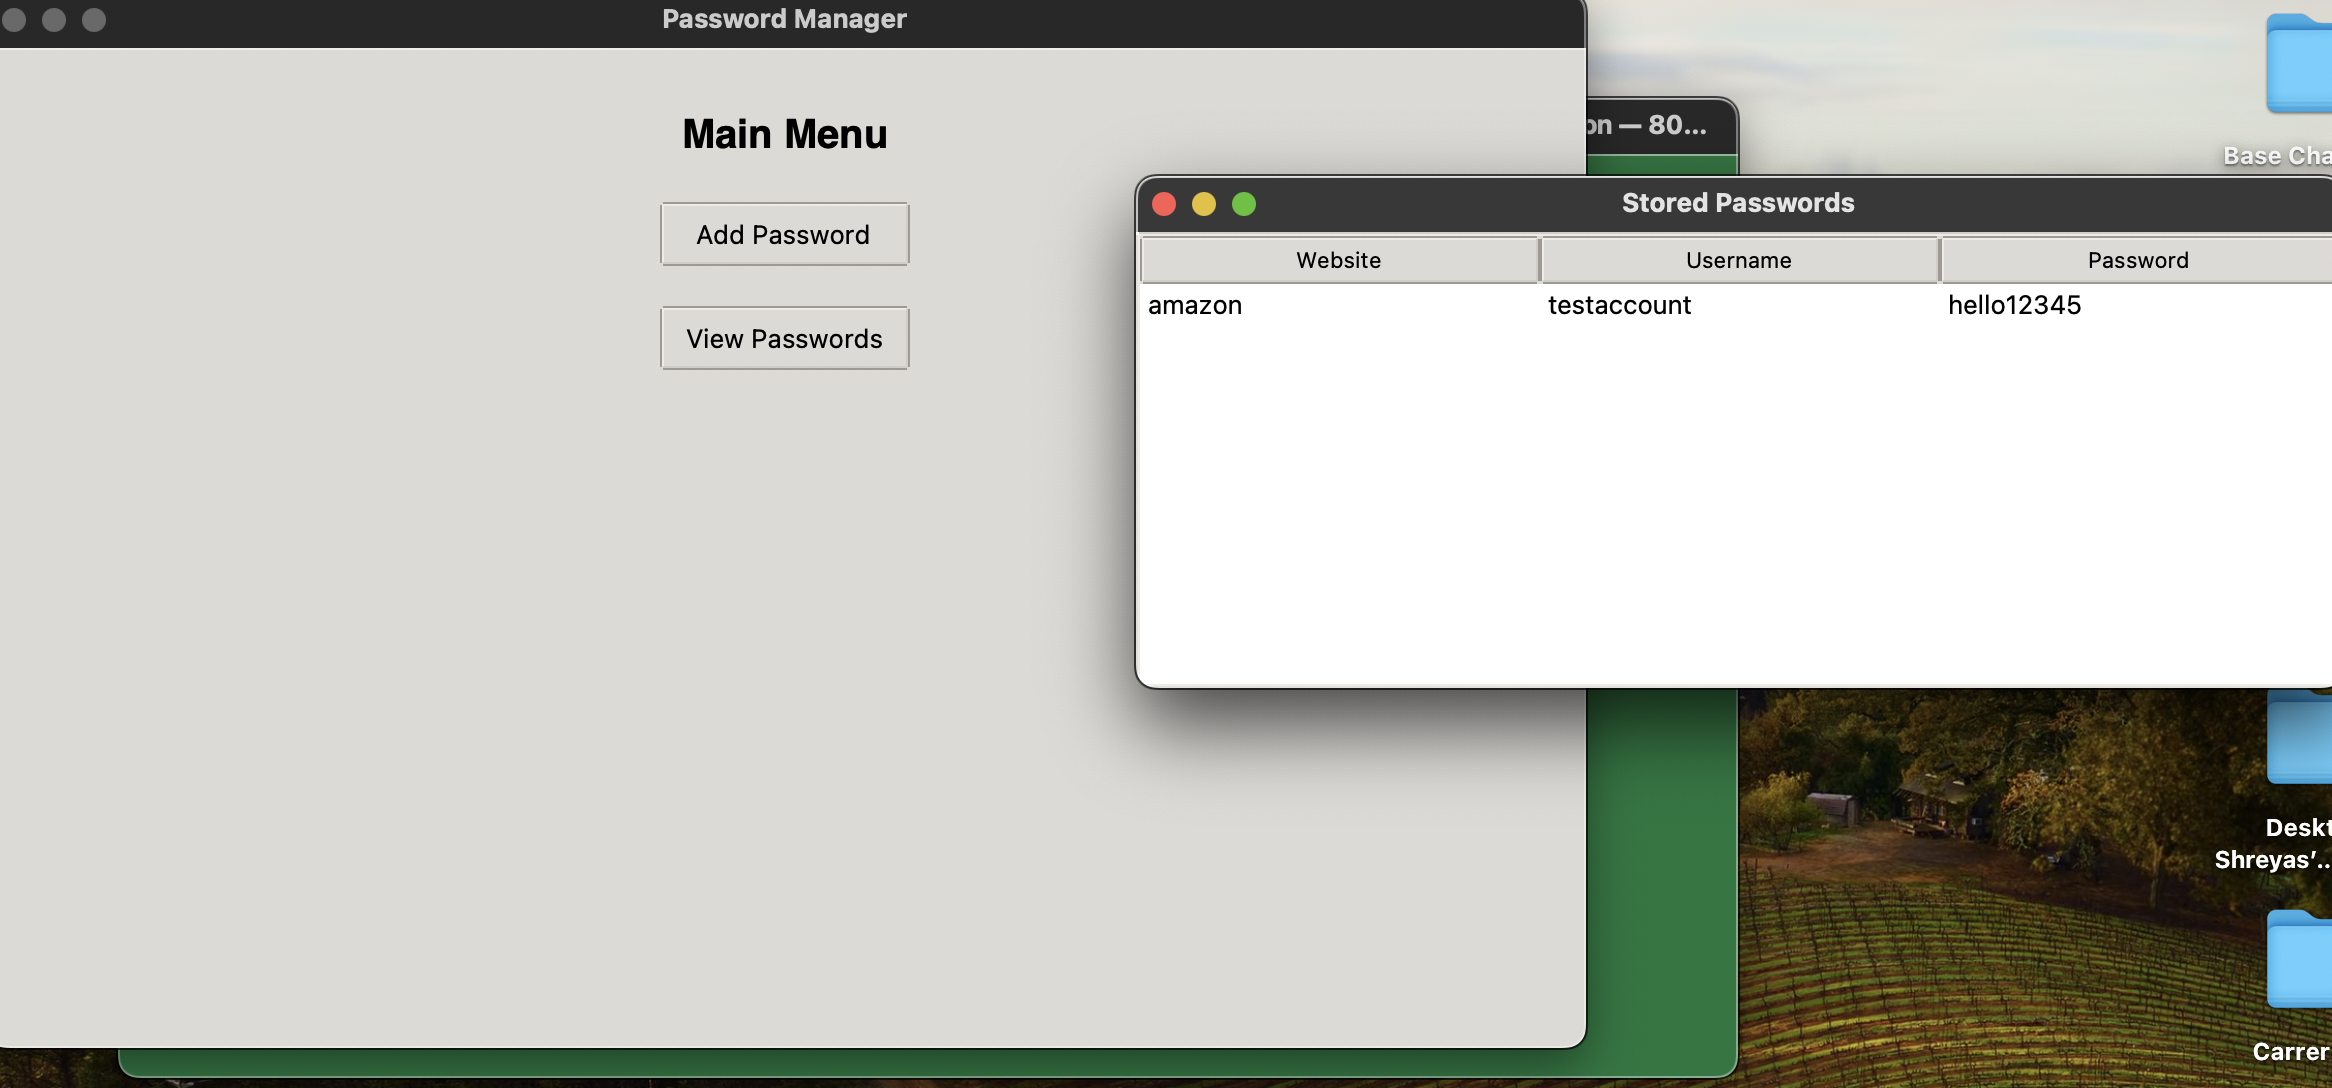 Password Manager
Main Menu
Add Password
View Passwords
on — 80...
Stored Passwords
Website Username Password
amazon testaccount hello12345
Base Cha
Deskt
Shreyas’..
Carrer